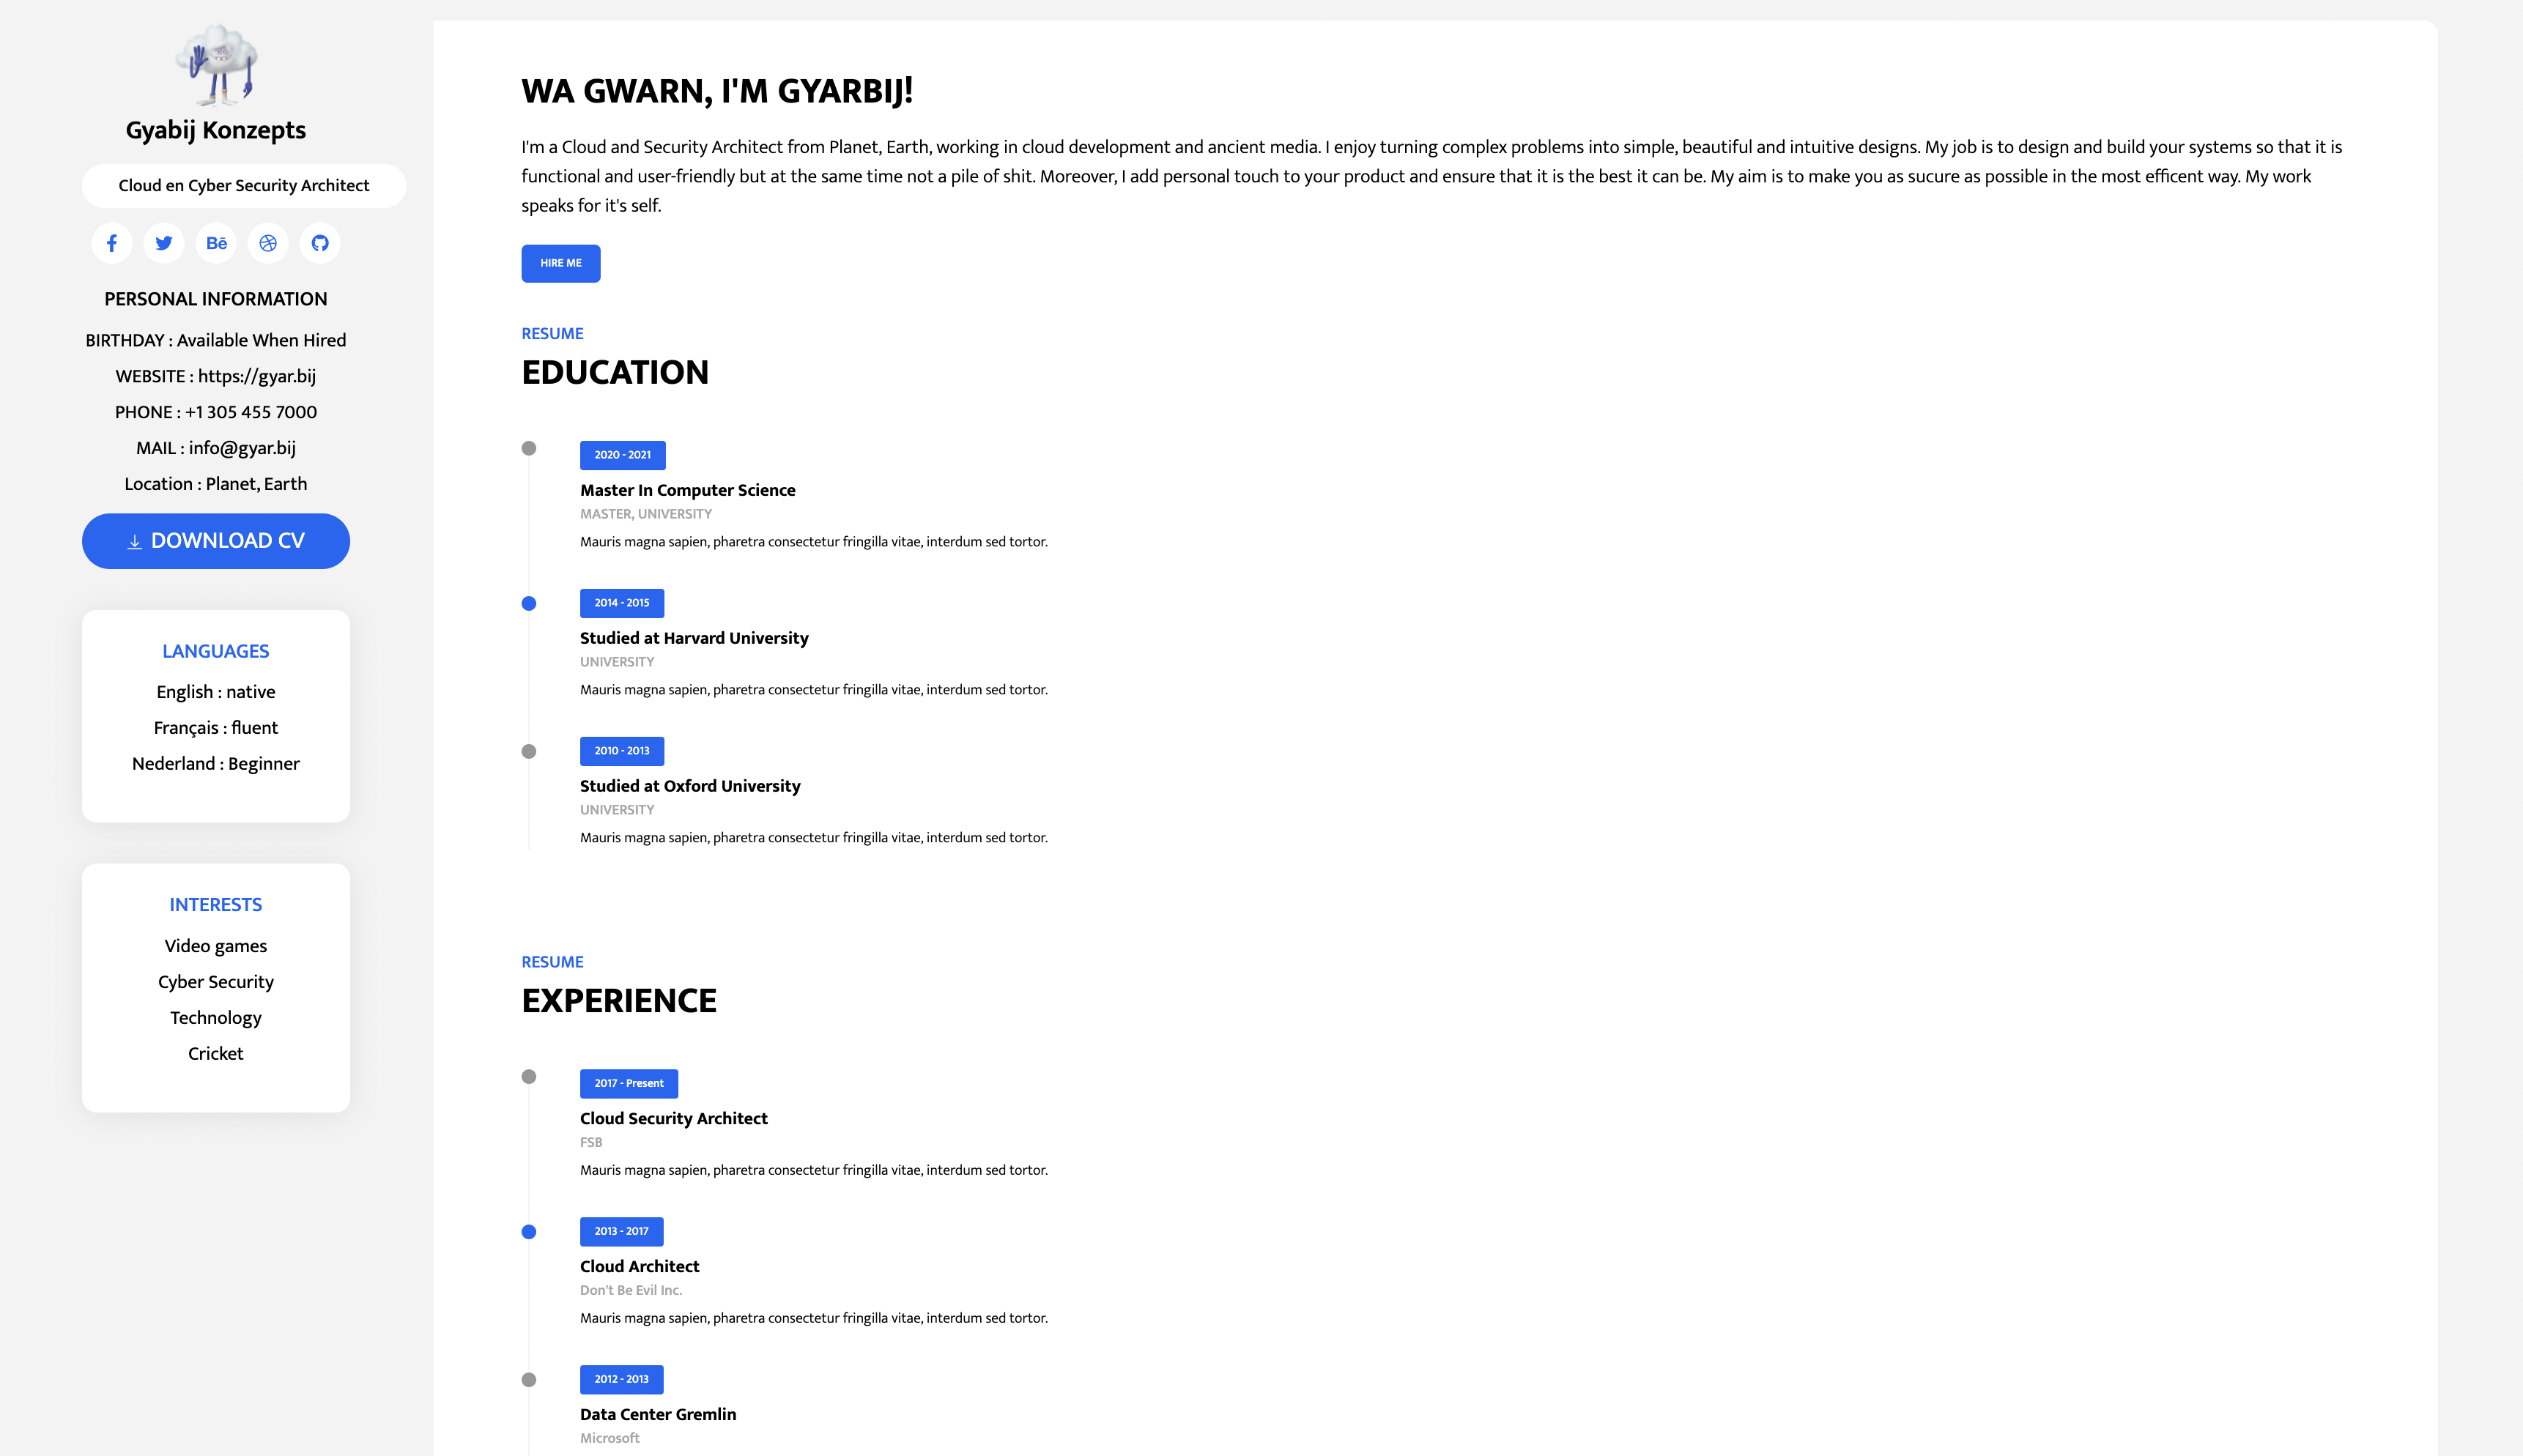 Gyabij Konzepts
Cloud en Cyber Security Architect
Bē
PERSONAL INFORMATION
BIRTHDAY : Available When Hired
WEBSITE : https://gyar.bij
PHONE : +1 305 455 7000
MAIL : info@gyar.bij
Location : Planet, Earth
DOWNLOAD CV
LANGUAGES
English : native
Français : fluent
Nederland : Beginner
INTERESTS
Video games
Cyber Security
Technology
Cricket
WA GWARN, I'M GYARBIJ!
I'm a Cloud and Security Architect from Planet, Earth, working in cloud development and ancient media. I enjoy turning complex problems into simple, beautiful and intuitive designs. My job is to design and build your systems so that it is
functional and user-friendly but at the same time not a pile of shit. Moreover, I add personal touch to your product and ensure that it is the best it can be. My aim is to make you as sucure as possible in the most efficent way. My work
speaks for it's self.
HIRE ME
RESUME
EDUCATION
2020 - 2021
Master In Computer Science
MASTER, UNIVERSITY
Mauris magna sapien, pharetra consectetur fringilla vitae, interdum sed tortor.
2014 - 2015
Studied at Harvard University
UNIVERSITY
Mauris magna sapien, pharetra consectetur fringilla vitae, interdum sed tortor.
2010 - 2013
Studied at Oxford University
UNIVERSITY
Mauris magna sapien, pharetra consectetur fringilla vitae, interdum sed tortor.
RESUME
EXPERIENCE
2017 - Present
Cloud Security Architect
FSB
Mauris magna sapien, pharetra consectetur fringilla vitae, interdum sed tortor.
2013 - 2017
Cloud Architect
Don't Be Evil Inc.
Mauris magna sapien, pharetra consectetur fringilla vitae, interdum sed tortor.
2012 - 2013
Data Center Gremlin
Microsoft